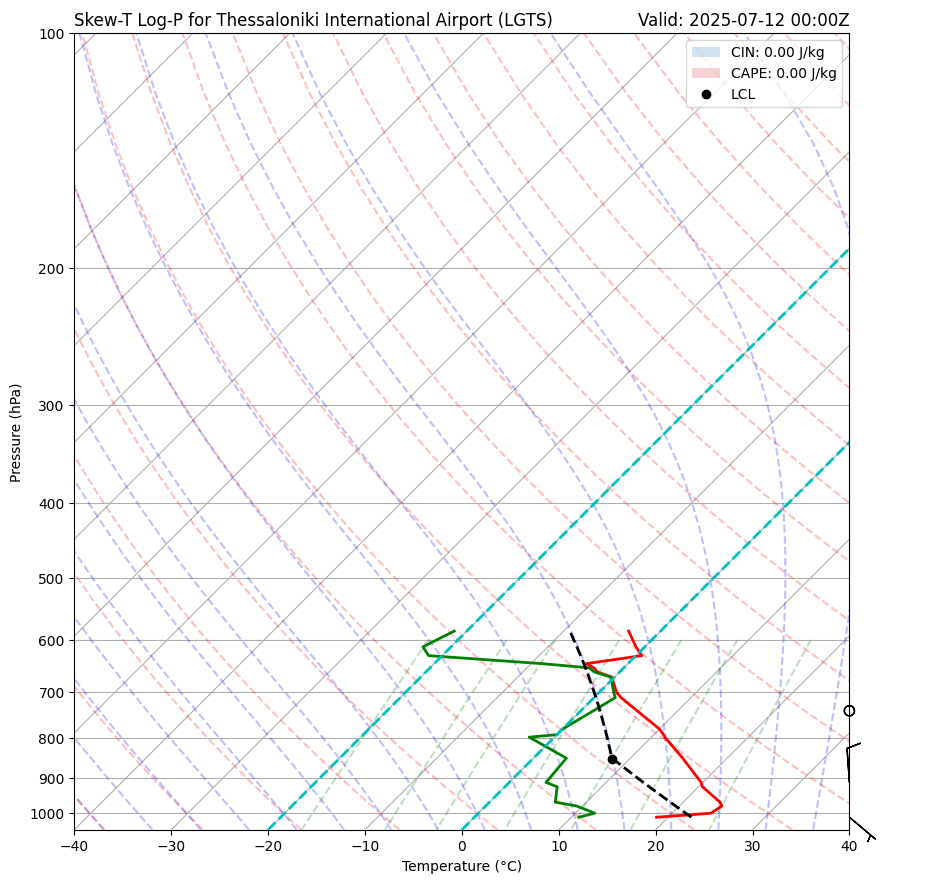 Skew-T Log-P for Thessaloniki International Airport (LGTS) Valid: 2025-07-12 00:00Z
CIN: 0.00 J/kg
CAPE: 0.00 J/kg
LCL
100
200
300
400
500
600
700
800
900
1000
Pressure (hPa)
−40 −30 −20 −10 0 10 20 30 40
Temperature (°C)